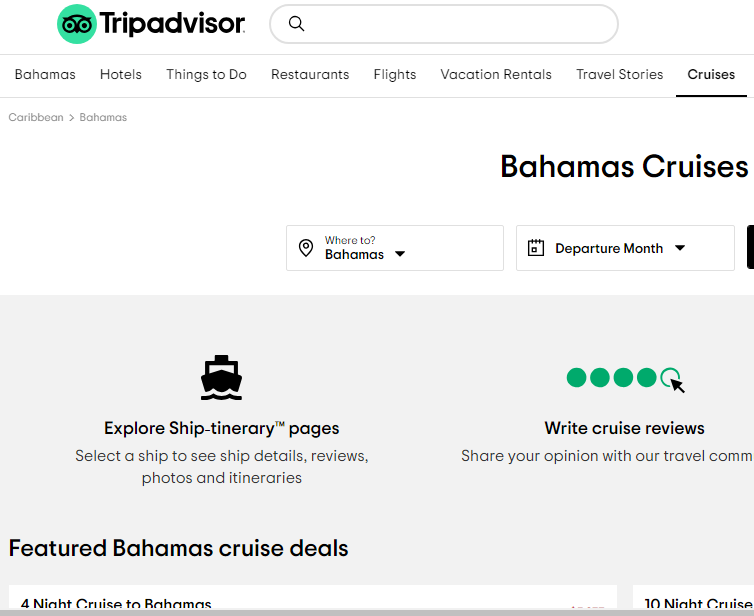 Tripadvisor
Bahamas Hotels Things to Do Restaurants Flights Vacation Rentals Travel Stories Cruises
Caribbean > Bahamas
Bahamas Cruises
Where to?
Bahamas
Departure Month
Explore Ship-tinerary™ pages
Select a ship to see ship details, reviews,
photos and itineraries
Write cruise reviews
Share your opinion with our travel comm
Featured Bahamas cruise deals
4 Night Cruise to Bahamas
10 Night Cruise